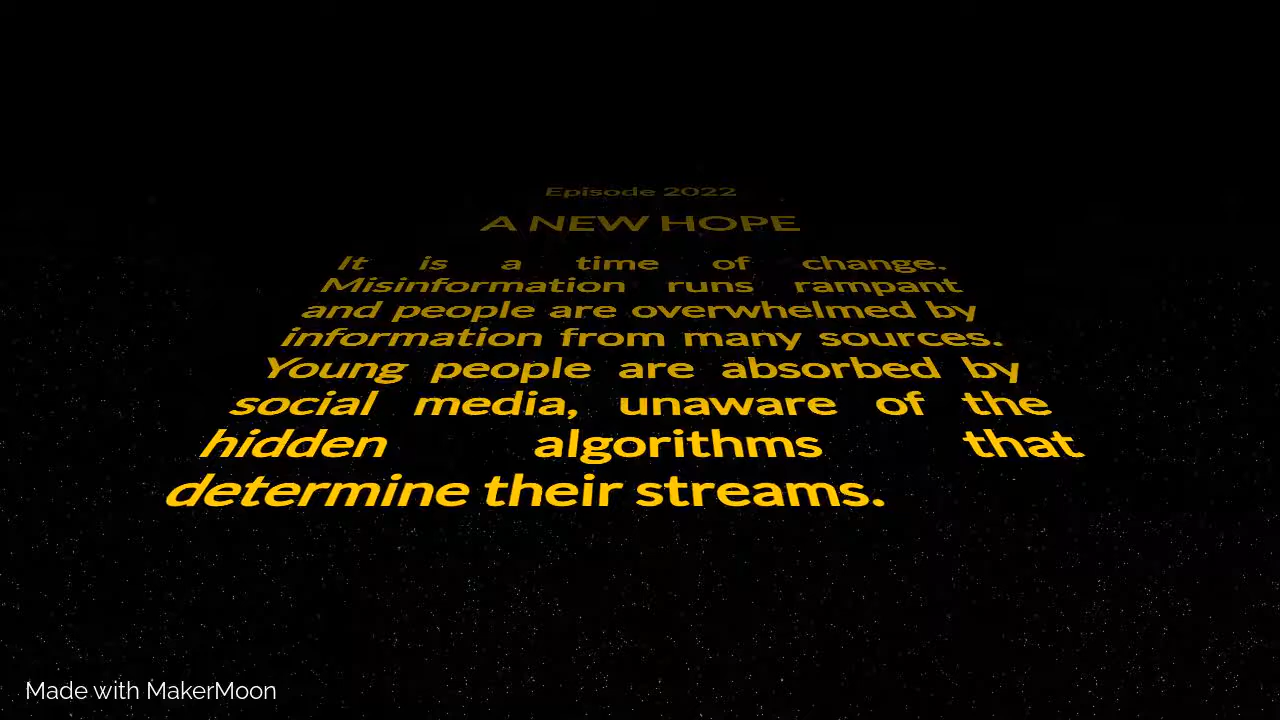 Episode 2022
A NEW HOPE
It is a time of change.
Misinformation runs rampant
and people are overwhelmed by
information from many sources.
Young people are absorbed by
social media, unaware of the
hidden algorithms that
determine their streams.
Made with MakerMoon